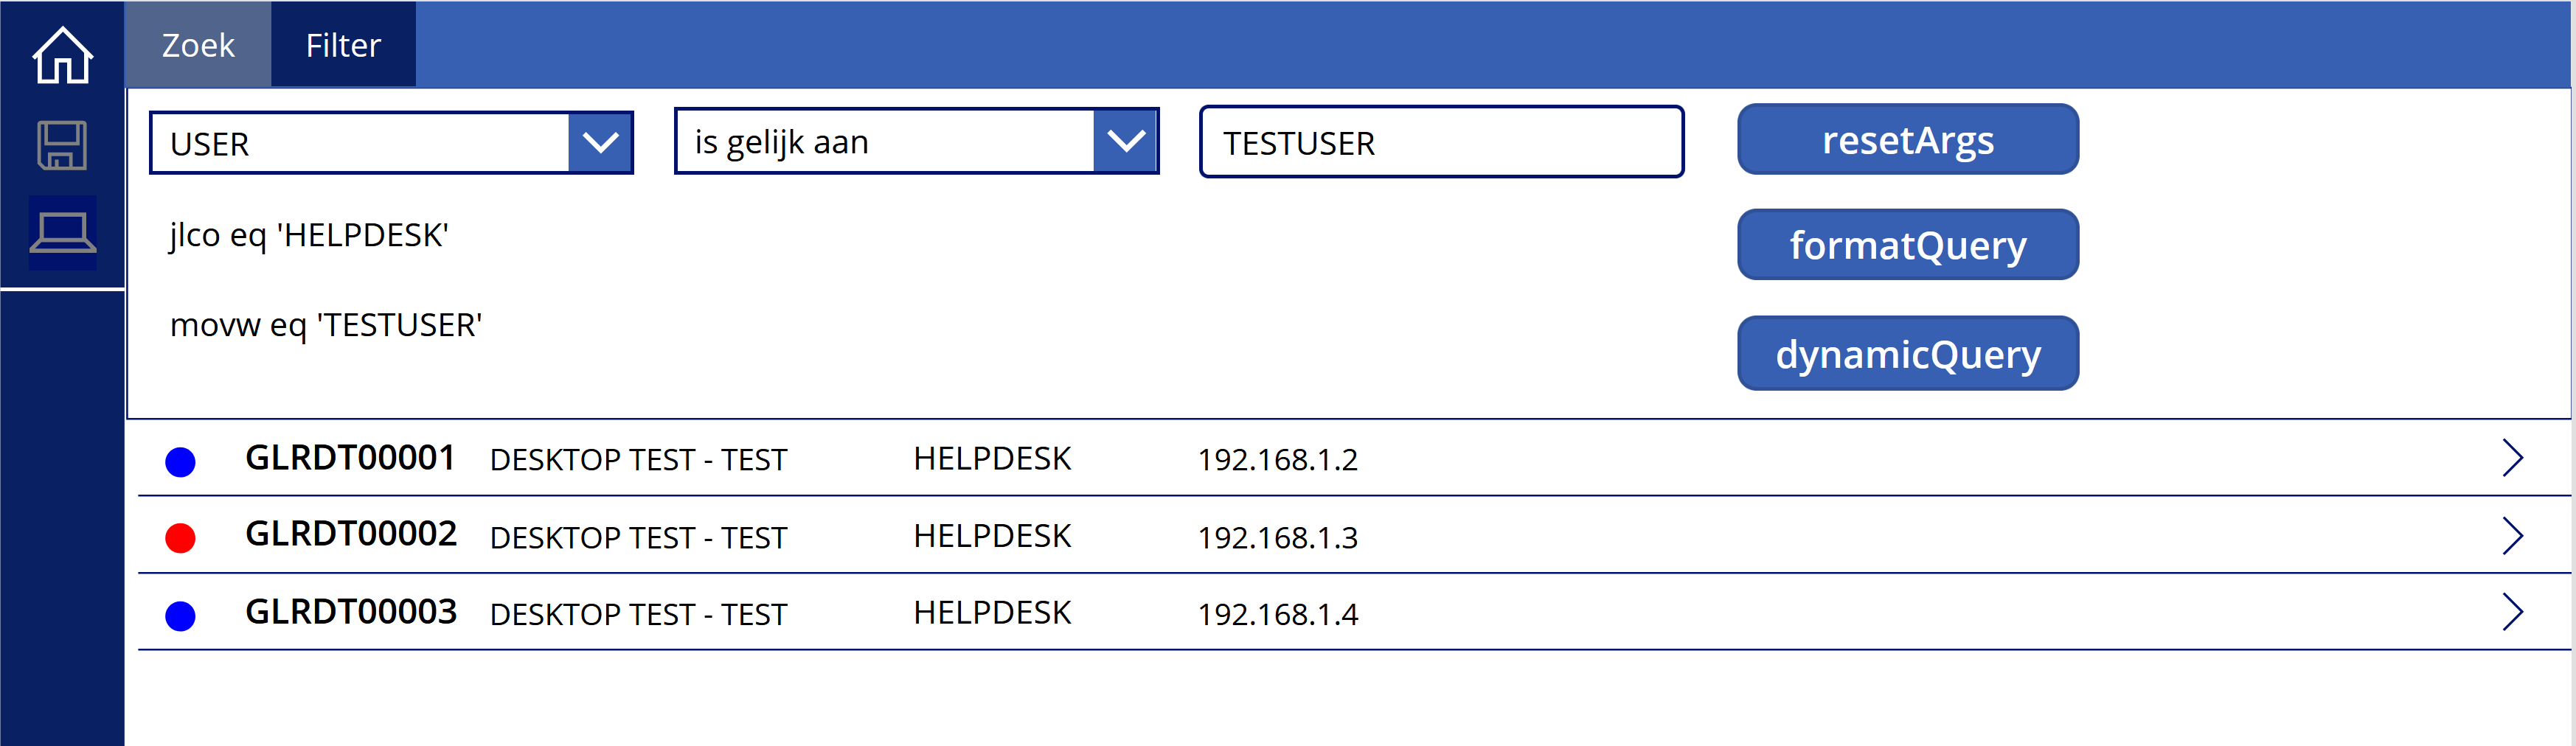 Zoek Filter
USER is gelijk aan TESTUSER resetArgs
jlco eq 'HELPDESK' formatQuery
movw eq 'TESTUSER' dynamicQuery
GLRDT00001 DESKTOP TEST - TEST HELPDESK 192.168.1.2
GLRDT00002 DESKTOP TEST - TEST HELPDESK 192.168.1.3
GLRDT00003 DESKTOP TEST - TEST HELPDESK 192.168.1.4